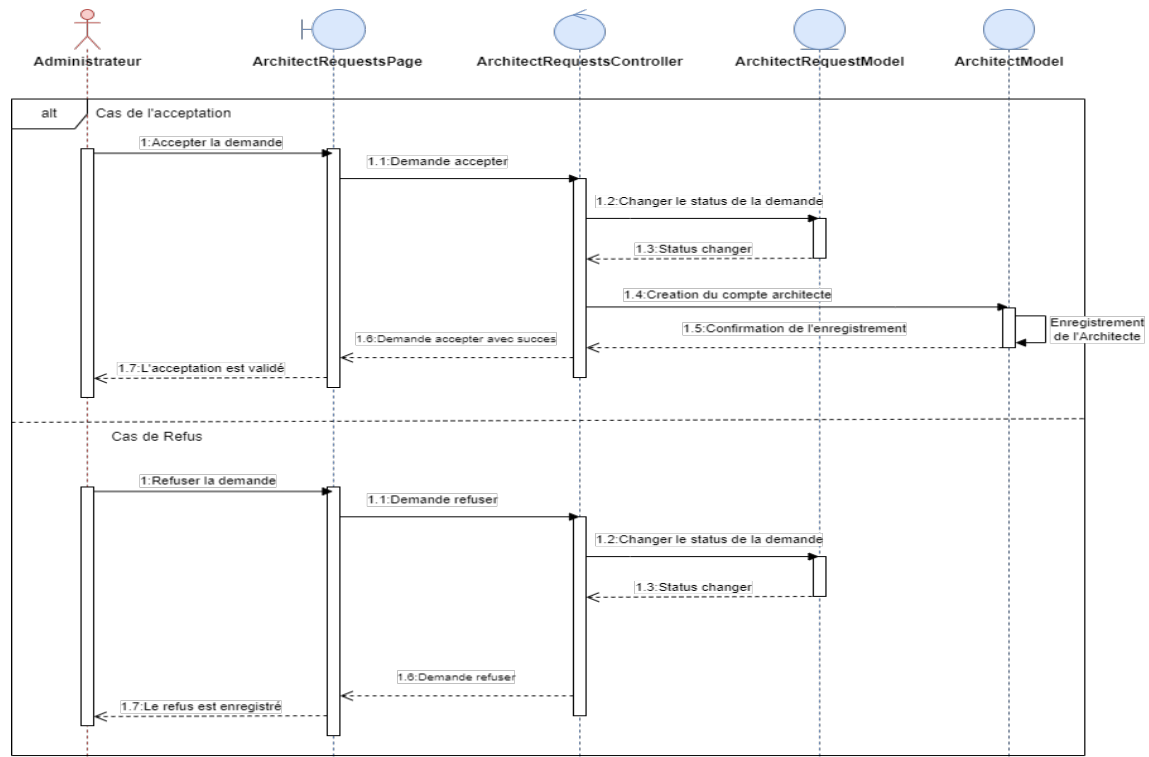 Administrateur
ArchitectRequestsPage
ArchitectRequestsController
ArchitectRequestModel
ArchitectModel
alt
Cas de l'acceptation
1:Accepter la demande
1.1:Demande accepter
1.2:Changer le status de la demande
1.3:Status changer
1.4:Creation du compte architecte
Enregistrement
de l'Architecte
1.5:Confirmation de l'enregistrement
1.6:Demande accepter avec succes
1.7:L'acceptation est validé
Cas de Refus
1:Refuser la demande
1.1:Demande refuser
1.2:Changer le status de la demande
1.3:Status changer
1.6:Demande refuser
1.7:Le refus est enregistré